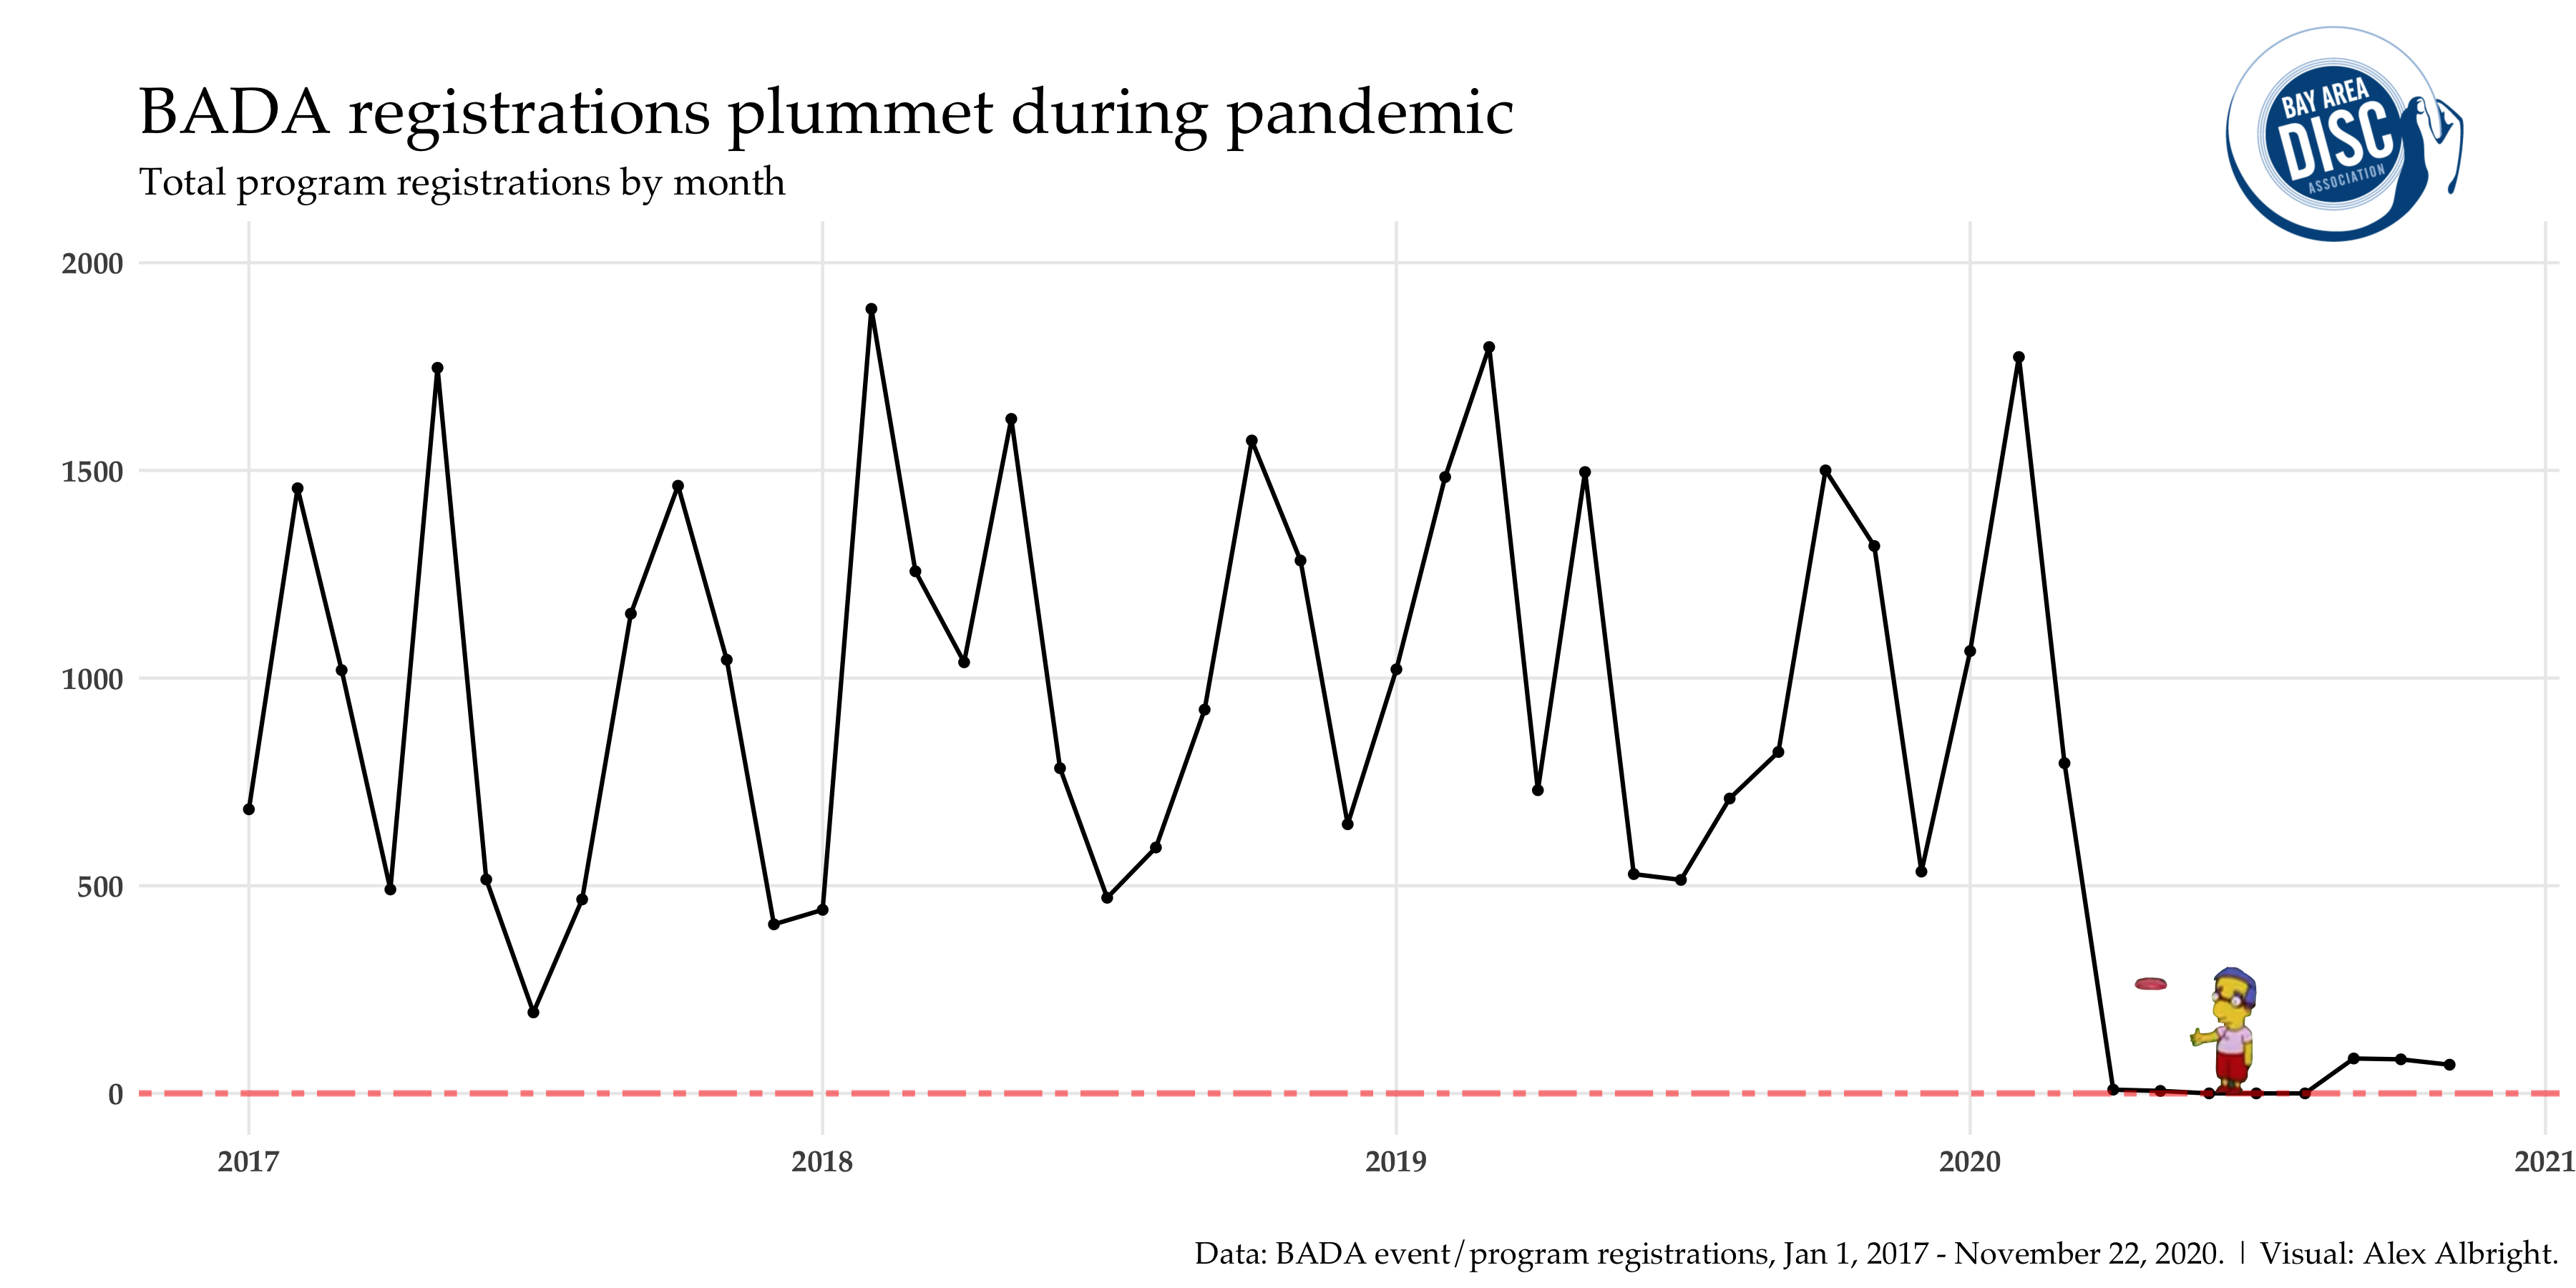 BADA registrations plummet during pandemic
Total program registrations by month
BAY AREA
DISC
ASSOCIATION
2000
1500
1000
500
0
2017 2018 2019 2020 2021
Data: BADA event/program registrations, Jan 1, 2017 - November 22, 2020. | Visual: Alex Albright.